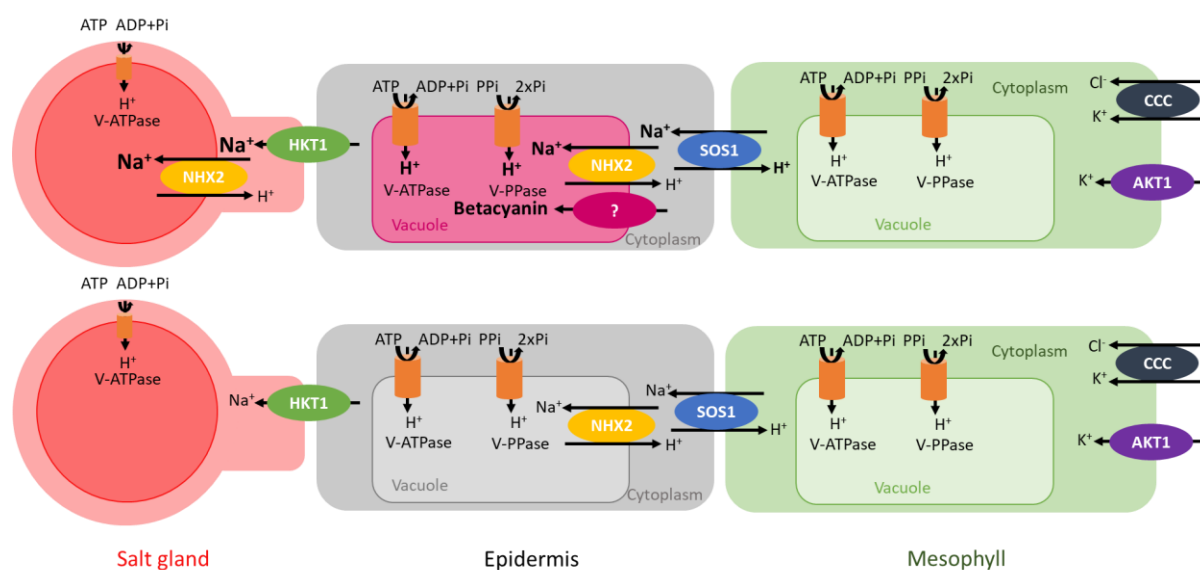 ATP ADP+Pi
H⁺
V-ATPase
Na⁺
NHX2
H⁺
Na⁺
HKT1
ATP ADP+Pi PPi 2xPi
H⁺ H⁺
V-ATPase V-PPase
Na⁺
NHX2
H⁺
Betacyanin ?
Vacuole
Cytoplasm
Na⁺
SOS1
H⁺
ATP ADP+Pi PPi 2xPi
Cytoplasm
H⁺ H⁺
V-ATPase V-PPase
Vacuole
Cl⁻
CCC
K⁺
K⁺ AKT1
ATP ADP+Pi
H⁺
V-ATPase
Na⁺ HKT1
ATP ADP+Pi PPi 2xPi
H⁺ H⁺
V-ATPase V-PPase
Na⁺
NHX2
H⁺
Vacuole
Cytoplasm
Na⁺
SOS1
H⁺
ATP ADP+Pi PPi 2xPi
Cytoplasm
H⁺ H⁺
V-ATPase V-PPase
Vacuole
Cl⁻
CCC
K⁺
K⁺ AKT1
Salt gland Epidermis Mesophyll